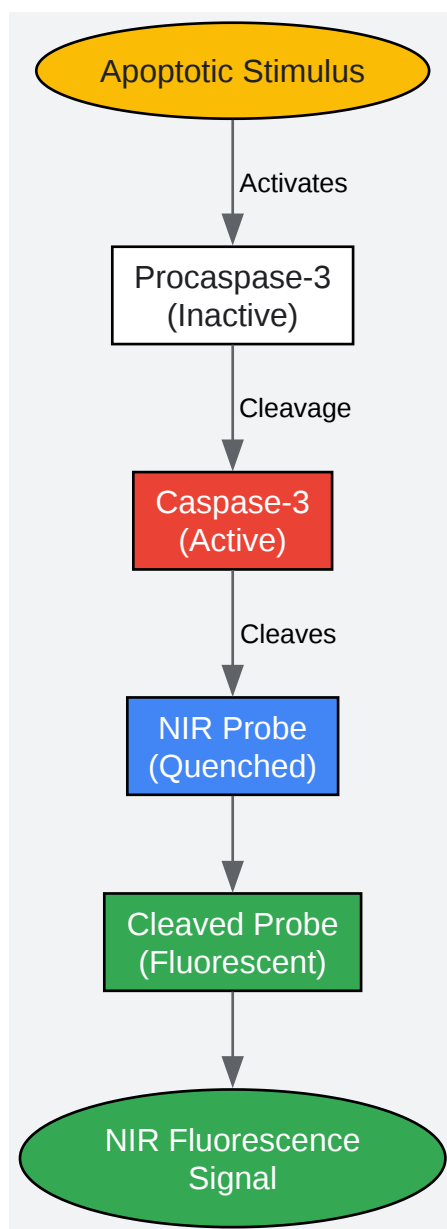 Apoptotic Stimulus
Activates
Procaspase-3
(Inactive)
Cleavage
Caspase-3
(Active)
Cleaves
NIR Probe
(Quenched)
Cleaved Probe
(Fluorescent)
NIR Fluorescence
Signal